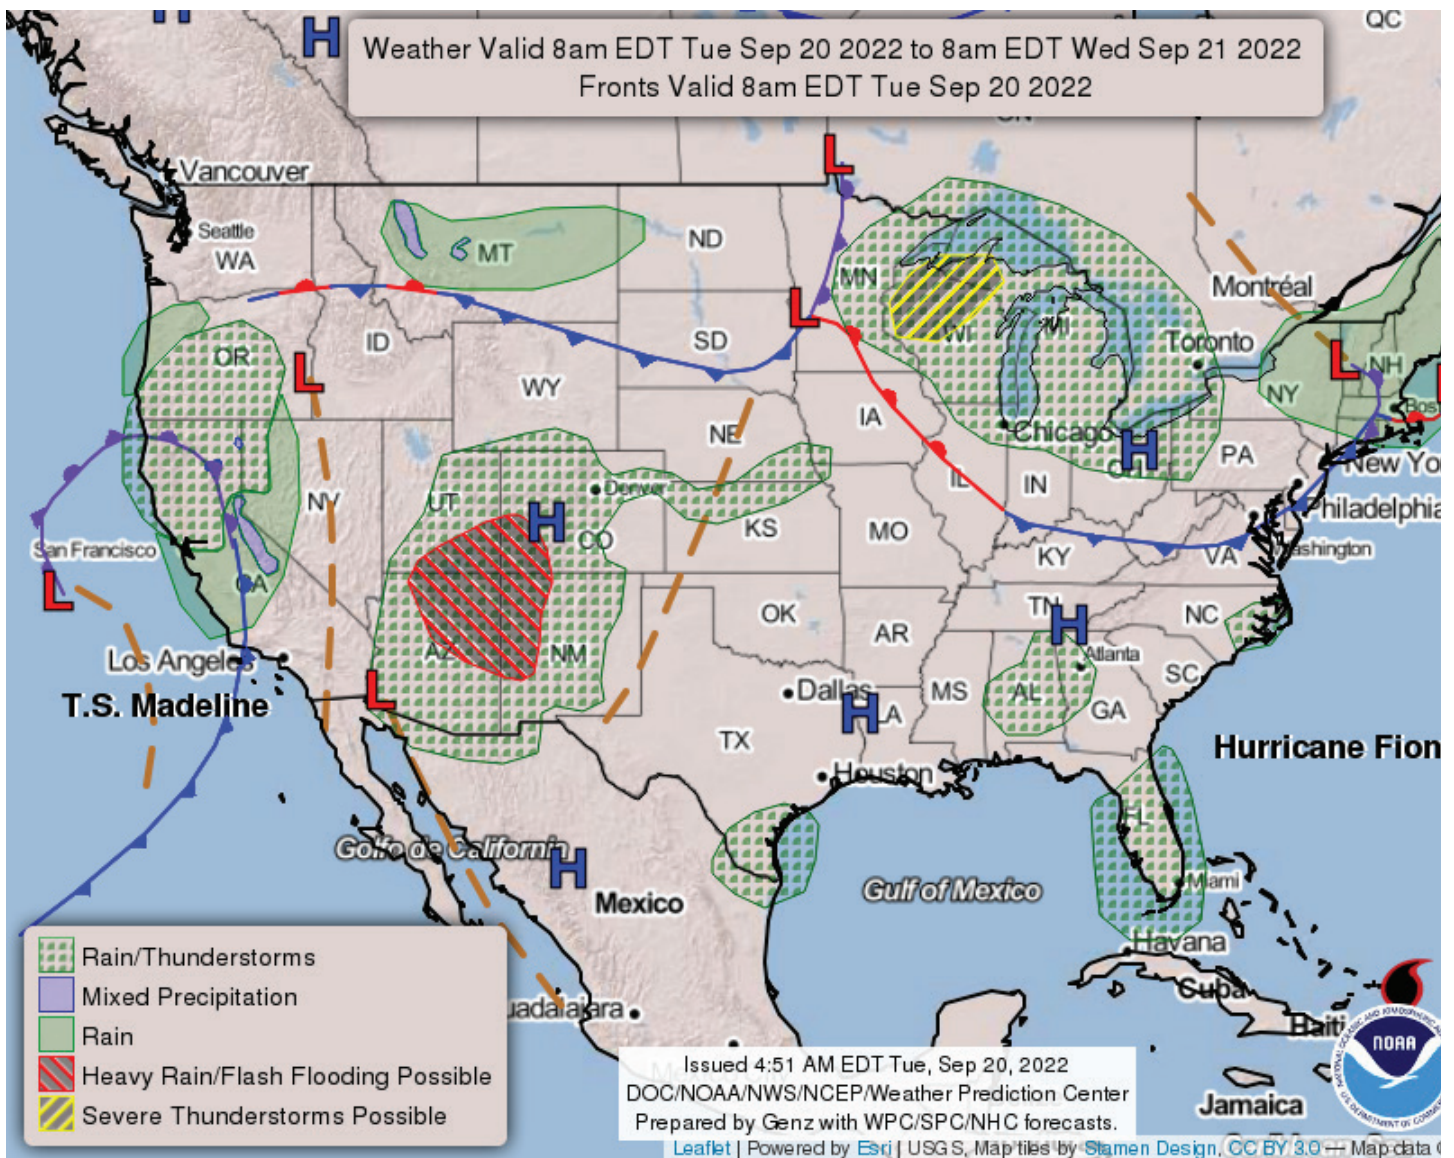 QC
H
H
Weather Valid 8am EDT Tue Sep 20 2022 to 8am EDT Wed Sep 21 2022
Fronts Valid 8am EDT Tue Sep 20 2022
L
Vancouver
Seattle
WA
MT
ND
MN
Montréal
L
OR
ID
SD
WI
MI
Toronto
L
NH
L
WY
NY
IA
NE
Chicago
H
OH
PA
New Yo
NV
UT
Denver
IL
IN
Philadelphia
H
CO
KS
MO
San Francisco
KY
VA
Washington
CA
L
OK
TN
H
NC
AR
Los Angeles
AZ
NM
Atlanta
SC
T.S. Madeline
L
Dallas
MS
AL
GA
H
LA
TX
Hurricane Fion
Houston
FL
Golfo de California
H
Miami
Gulf of Mexico
Mexico
Havana
Rain/Thunderstorms
Mixed Precipitation
Rain
Heavy Rain/Flash Flooding Possible
Severe Thunderstorms Possible
uadalajara
Cuba
Haiti
NOAA
Issued 4:51 AM EDT Tue, Sep 20, 2022
DOC/NOAA/NWS/NCEP/Weather Prediction Center
Prepared by Genz with WPC/SPC/NHC forecasts.
Jamaica
Leaflet | Powered by Esri | USGS, Map tiles by Stamen Design, CC BY 3.0 — Map data